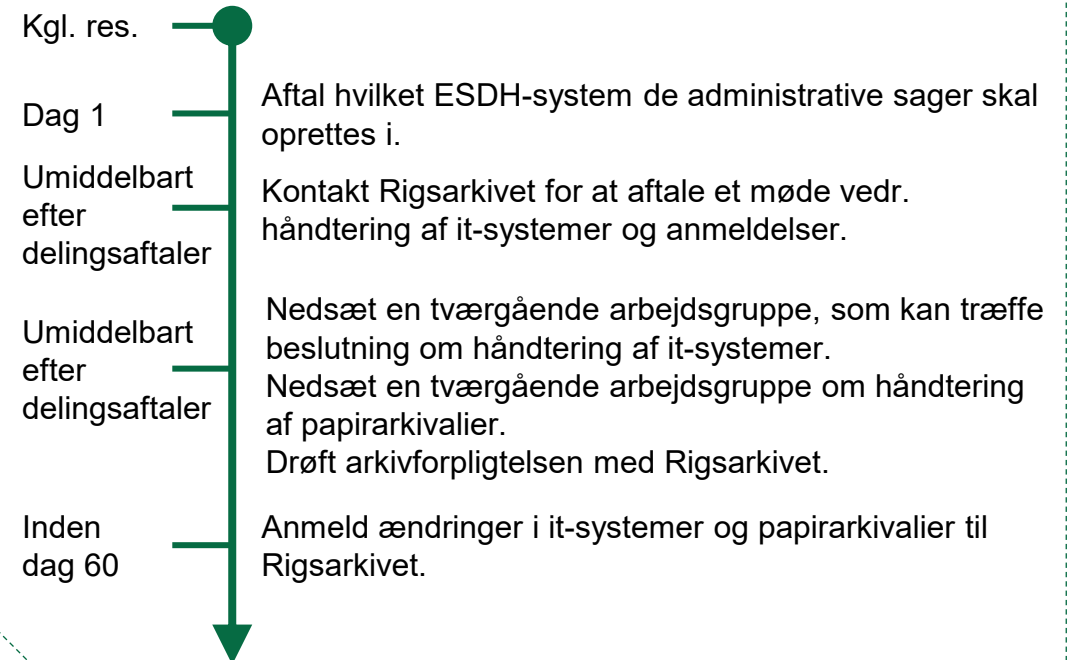 Kgl. res.
Dag 1
Aftal hvilket ESDH-system de administrative sager skal
oprettes i.
Umiddelbart
efter
delingsaftaler
Kontakt Rigsarkivet for at aftale et møde vedr.
håndtering af it-systemer og anmeldelser.
Umiddelbart
efter
delingsaftaler
Nedsæt en tværgående arbejdsgruppe, som kan træffe
beslutning om håndtering af it-systemer.
Nedsæt en tværgående arbejdsgruppe om håndtering
af papirarkivalier.
Drøft arkivforpligtelsen med Rigsarkivet.
Inden
dag 60
Anmeld ændringer i it-systemer og papirarkivalier til
Rigsarkivet.